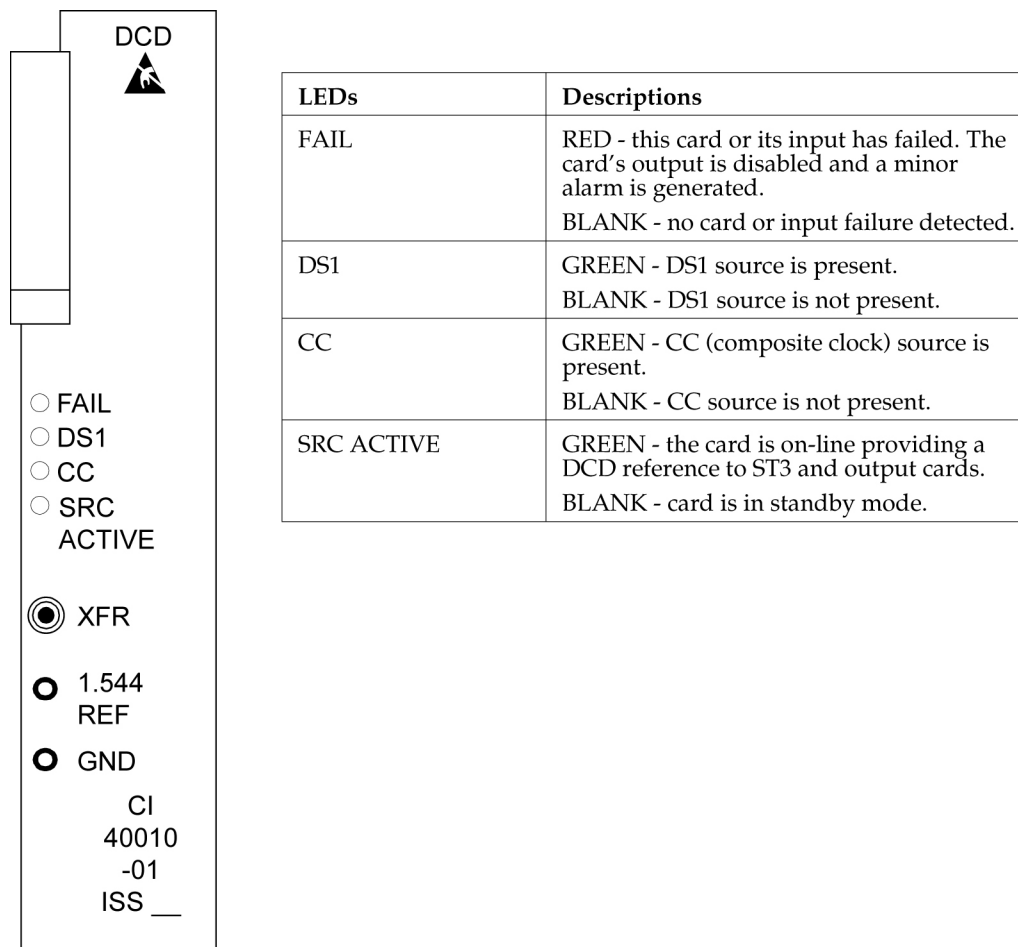 DCD
FAIL
DS1
CC
SRC
ACTIVE
XFR
1.544
REF
GND
CI
40010
-01
ISS __
LEDs Descriptions
FAIL RED - this card or its input has failed. The
card's output is disabled and a minor
alarm is generated.
BLANK - no card or input failure detected.
DS1 GREEN - DS1 source is present.
BLANK - DS1 source is not present.
CC GREEN - CC (composite clock) source is
present.
BLANK - CC source is not present.
SRC ACTIVE GREEN - the card is on-line providing a
DCD reference to ST3 and output cards.
BLANK - card is in standby mode.